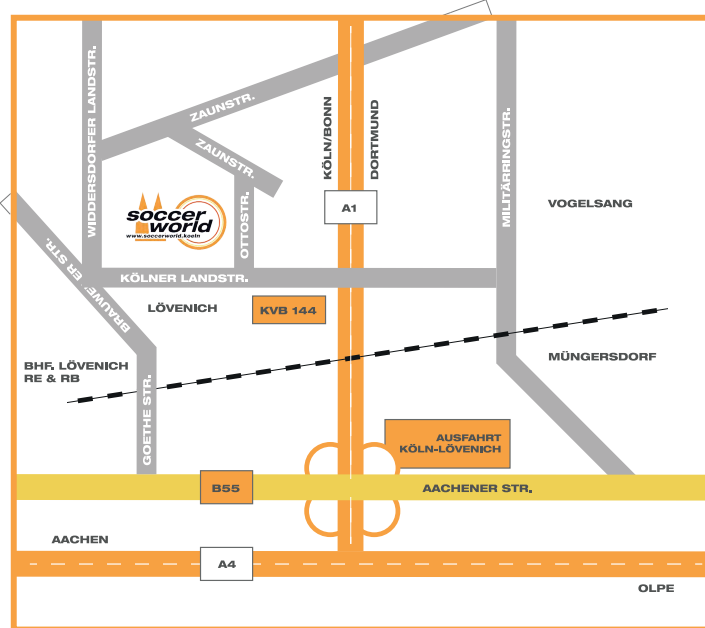 ZAUNSTR.
WIDDERSDORFER LANDSTR.
KÖLN/BONN
DORTMUND
MILITÄRRINGSTR.
ZAUNSTR.
A1
VOGELSANG
soccer
world
www.soccerworld.koeln
OTTOSTR.
BRAUWEILER STR.
KÖLNER LANDSTR.
LÖVENICH
KVB 144
BHF. LÖVENICH
RE & RB
MÜNGERSDORF
GOETHE STR.
AUSFAHRT
KÖLN-LÖVENICH
B55
AACHENER STR.
AACHEN
A4
OLPE